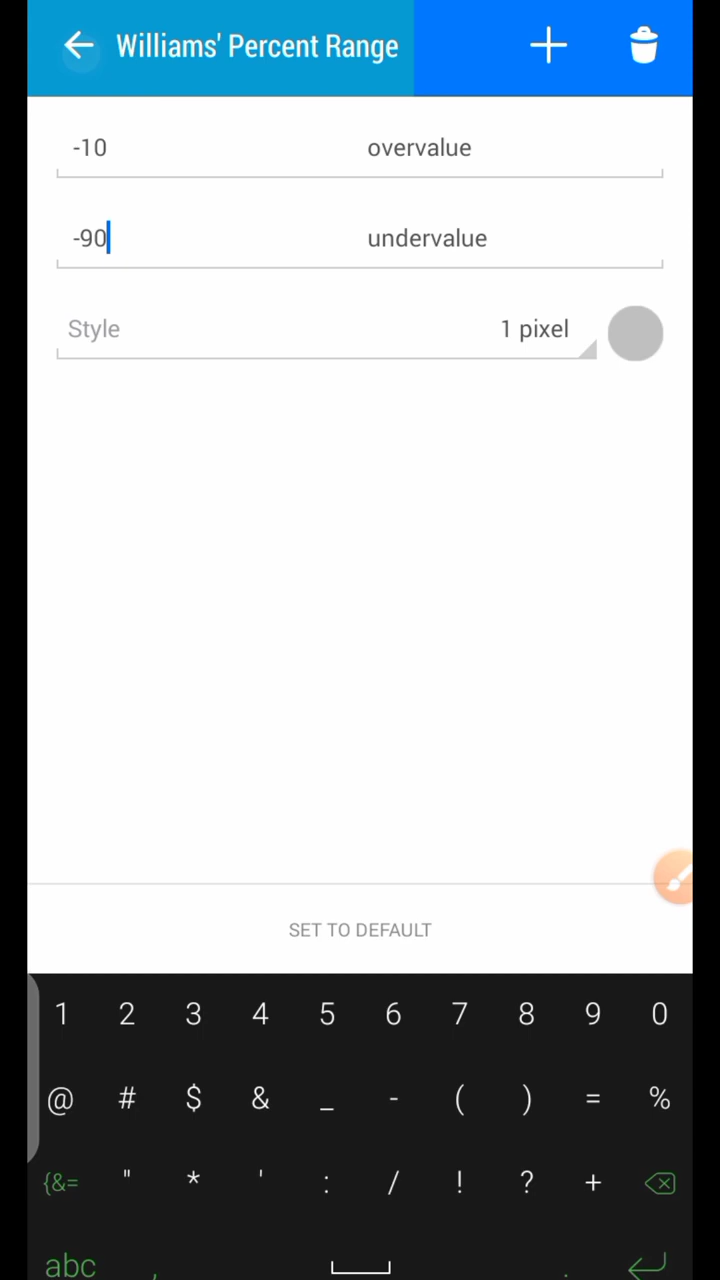 Williams' Percent Range
-10 overvalue
-90 undervalue
Style 1 pixel
SET TO DEFAULT
1 2 3 4 5 6 7 8 9 0
@ # $ & _ - ( ) = %
{&= " * ' : / ! ? +
abc , .